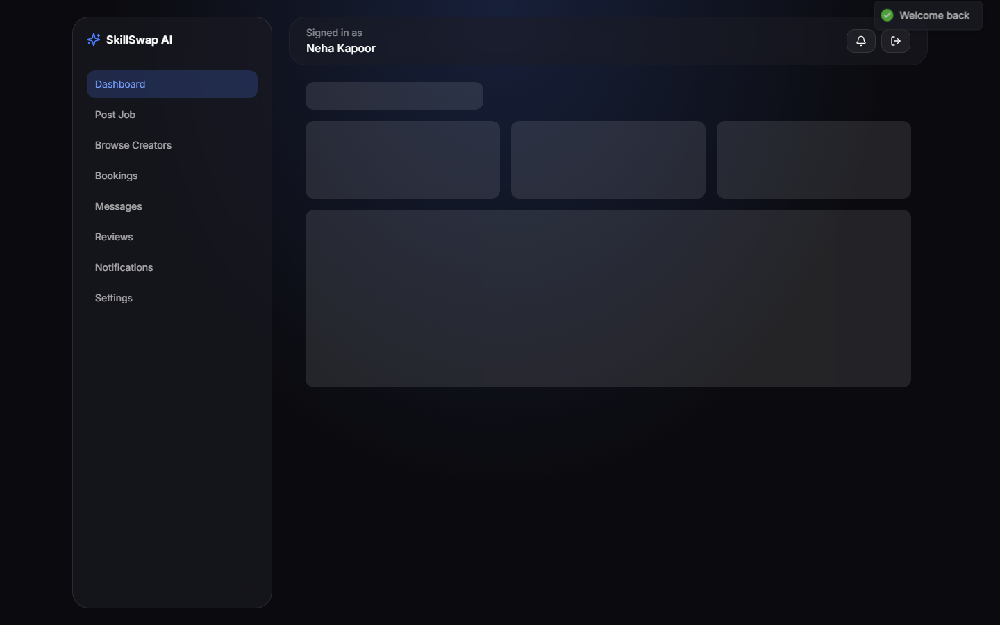 SkillSwap AI
Dashboard
Post Job
Browse Creators
Bookings
Messages
Reviews
Notifications
Settings
Signed in as
Neha Kapoor
Welcome back